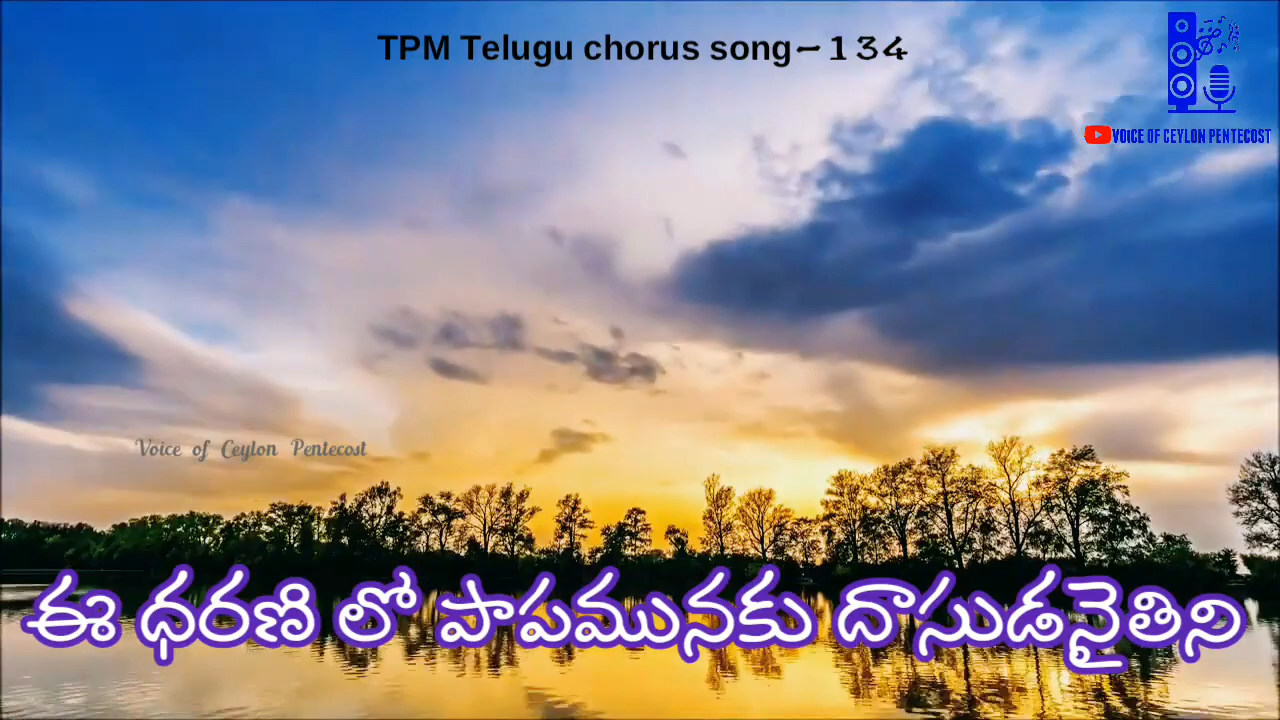 TPM Telugu chorus song-134
VOICE OF CEYLON PENTECOST
Voice of Ceylon Pentecost
ఈ ధరణి లో పాపమునకు దాసుడనైతిని